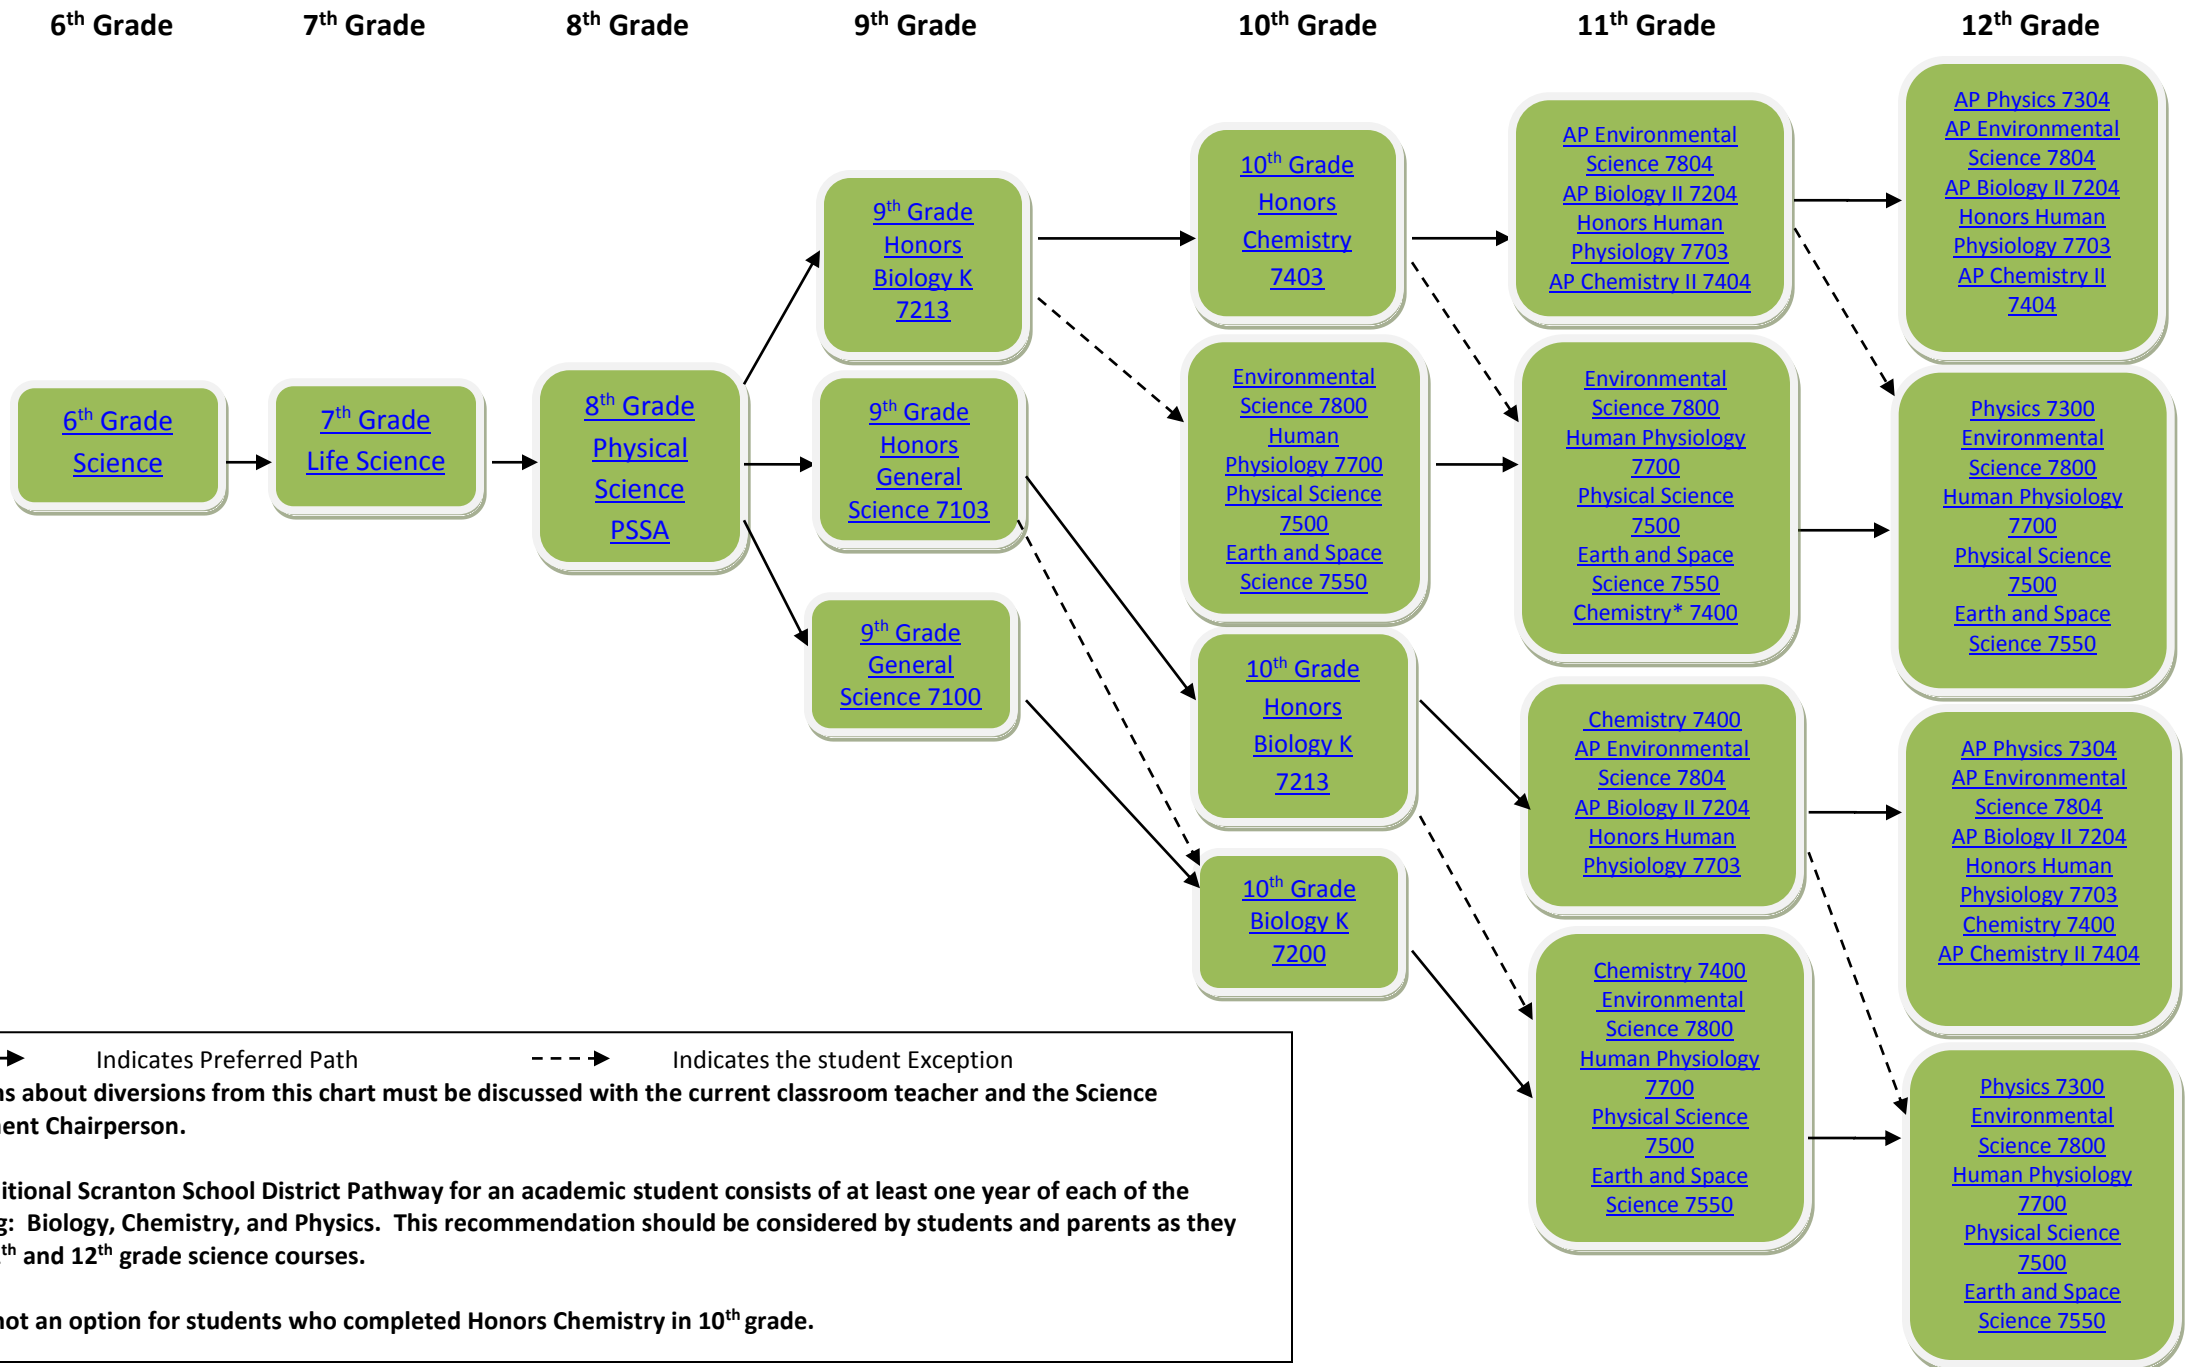 6th Grade
7th Grade
8th Grade
9th Grade
10th Grade
11th Grade
12th Grade
6th Grade
Science
7th Grade
Life Science
8th Grade
Physical
Science
PSSA
9th Grade
Honors
Biology K
7213
9th Grade
Honors
General
Science 7103
9th Grade
General
Science 7100
10th Grade
Honors
Chemistry
7403
Environmental
Science 7800
Human
Physiology 7700
Physical Science
7500
Earth and Space
Science 7550
10th Grade
Honors
Biology K
7213
10th Grade
Biology K
7200
AP Environmental
Science 7804
AP Biology II 7204
Honors Human
Physiology 7703
AP Chemistry II 7404
Environmental
Science 7800
Human Physiology
7700
Physical Science
7500
Earth and Space
Science 7550
Chemistry* 7400
Chemistry 7400
AP Environmental
Science 7804
AP Biology II 7204
Honors Human
Physiology 7703
Chemistry 7400
Environmental
Science 7800
Human Physiology
7700
Physical Science
7500
Earth and Space
Science 7550
AP Physics 7304
AP Environmental
Science 7804
AP Biology II 7204
Honors Human
Physiology 7703
AP Chemistry II
7404
Physics 7300
Environmental
Science 7800
Human Physiology
7700
Physical Science
7500
Earth and Space
Science 7550
AP Physics 7304
AP Environmental
Science 7804
AP Biology II 7204
Honors Human
Physiology 7703
Chemistry 7400
AP Chemistry II 7404
Physics 7300
Environmental
Science 7800
Human Physiology
7700
Physical Science
7500
Earth and Space
Science 7550
Indicates Preferred Path
Indicates the student Exception
about diversions from this chart must be discussed with the current classroom teacher and the Science
Chairperson.
Scranton School District Pathway for an academic student consists of at least one year of each of the
Biology, Chemistry, and Physics. This recommendation should be considered by students and parents as they
and 12th grade science courses.
not an option for students who completed Honors Chemistry in 10th grade.